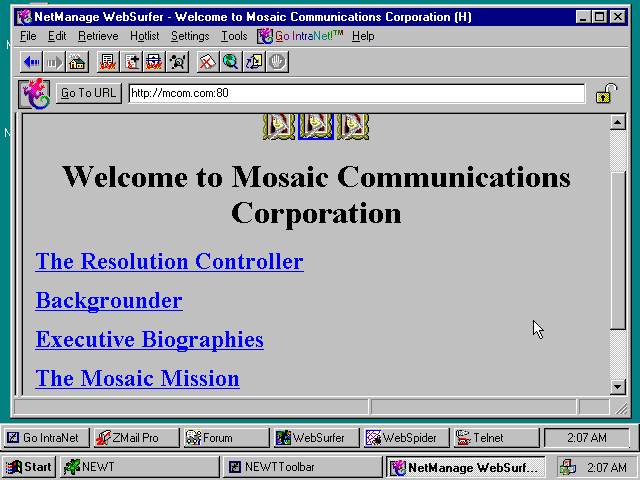 NetManage WebSurfer - Welcome to Mosaic Communications Corporation (H)
File Edit Retrieve Hotlist Settings Tools Go IntraNet!™ Help
Go To URL http://mcom.com:80
Welcome to Mosaic Communications
Corporation
The Resolution Controller
Backgrounder
Executive Biographies
The Mosaic Mission
Go IntraNet ZMail Pro Forum WebSurfer WebSpider Telnet 2:07 AM
Start NEWT NEWTToolbar NetManage WebSurf... 2:07 AM